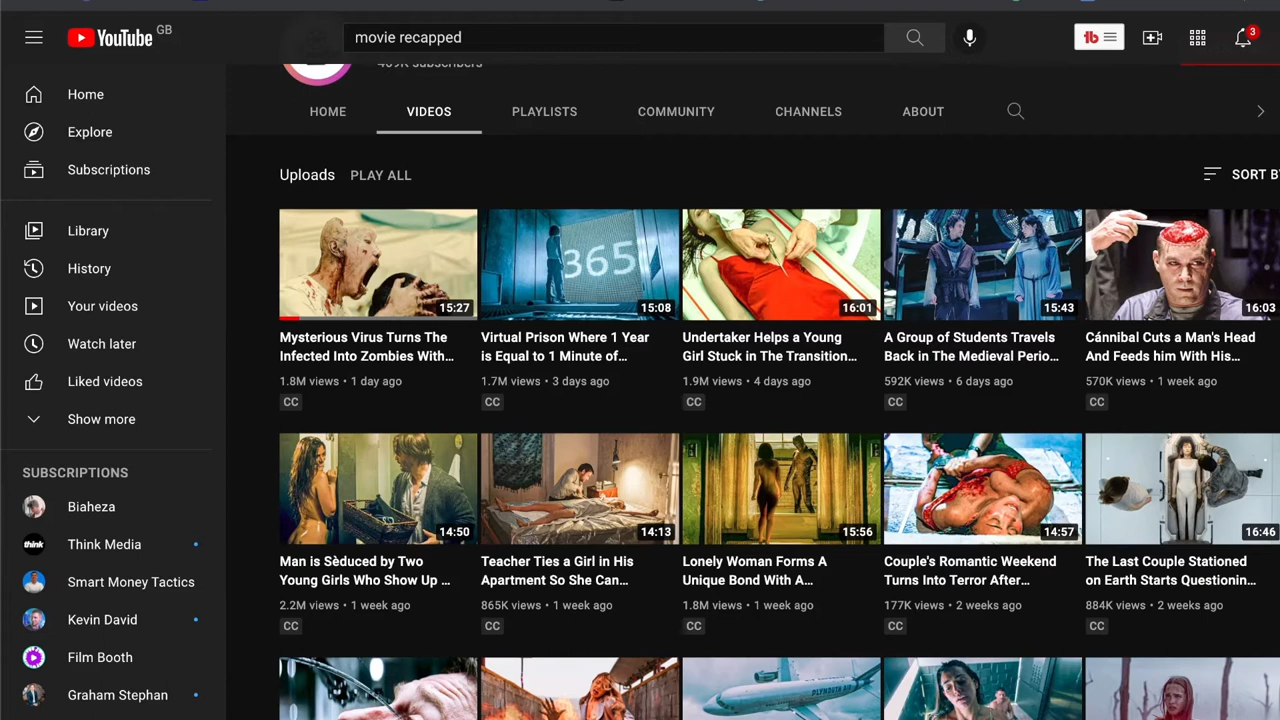 YouTube GB
movie recapped
3
469K subscribers
HOME VIDEOS PLAYLISTS COMMUNITY CHANNELS ABOUT
Uploads PLAY ALL
SORT BY
Home
Explore
Subscriptions
Library
History
Your videos
Watch later
Liked videos
Show more
SUBSCRIPTIONS
Biaheza
think Think Media
Smart Money Tactics
Kevin David
Film Booth
Graham Stephan
15:27
Mysterious Virus Turns The
Infected Into Zombies With...
1.8M views • 1 day ago
CC
365
15:08
Virtual Prison Where 1 Year
is Equal to 1 Minute of...
1.7M views • 3 days ago
CC
16:01
Undertaker Helps a Young
Girl Stuck in The Transition...
1.9M views • 4 days ago
CC
15:43
A Group of Students Travels
Back in The Medieval Perio...
592K views • 6 days ago
CC
16:03
Cánnibal Cuts a Man's Head
And Feeds him With His...
570K views • 1 week ago
CC
14:50
Man is Sèduced by Two
Young Girls Who Show Up ...
2.2M views • 1 week ago
CC
14:13
Teacher Ties a Girl in His
Apartment So She Can...
865K views • 1 week ago
CC
15:56
Lonely Woman Forms A
Unique Bond With A...
1.8M views • 1 week ago
CC
14:57
Couple's Romantic Weekend
Turns Into Terror After...
177K views • 2 weeks ago
CC
16:46
The Last Couple Stationed
on Earth Starts Questionin...
884K views • 2 weeks ago
CC
PLYMOUTH AIR